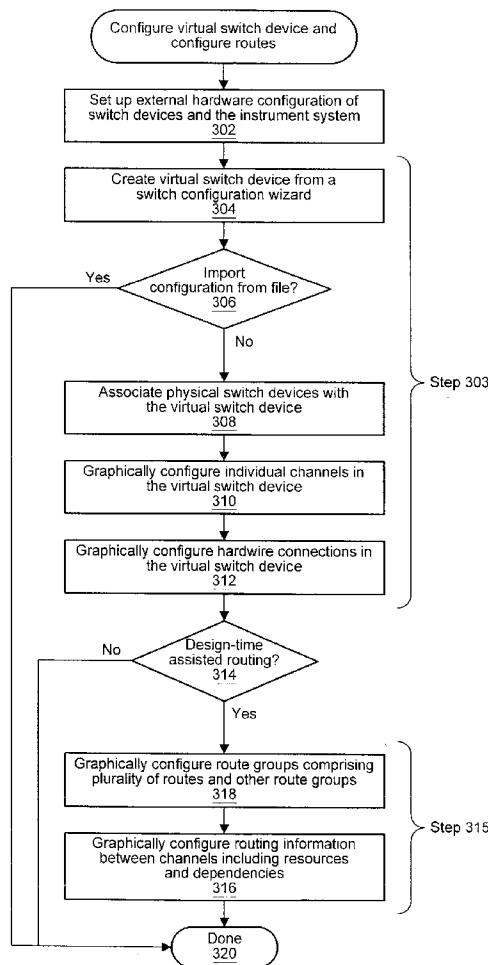 Configure virtual switch device and
configure routes
Set up external hardware configuration of
switch devices and the instrument system
302
Create virtual switch device from a
switch configuration wizard
304
Yes
Import
configuration from file?
306
No
Step 303
Associate physical switch devices with
the virtual switch device
308
Graphically configure individual channels in
the virtual switch device
310
Graphically configure hardwire connections in
the virtual switch device
312
No
Design-time
assisted routing?
314
Yes
Graphically configure route groups comprising
plurality of routes and other route groups
318
Step 315
Graphically configure routing information
between channels including resources
and dependencies
316
Done
320